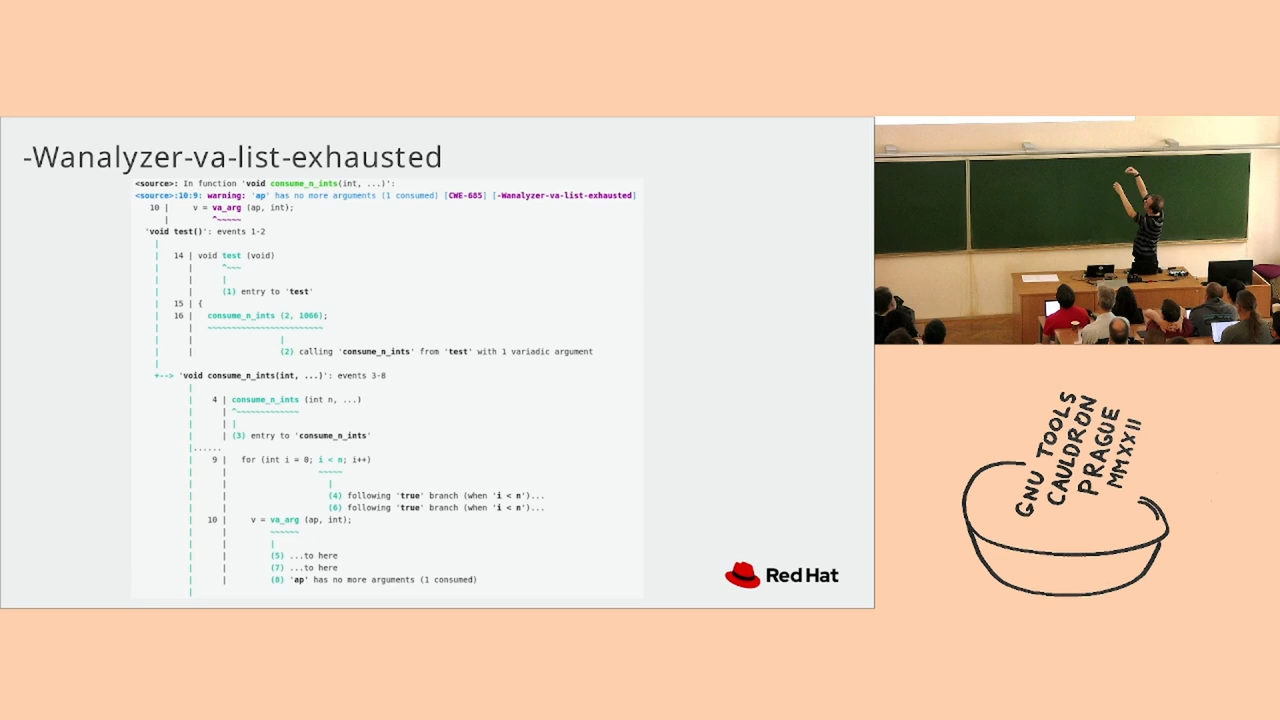 -Wanalyzer-va-list-exhausted
<source>: In function 'void consume_n_ints(int, ...)':
<source>:10:9: warning: 'ap' has no more arguments (1 consumed) [CWE-685] [-Wanalyzer-va-list-exhausted]
10 |     v = va_arg (ap, int);
|         ^~~~~~
'void test()': events 1-2
|
|   14 | void test (void)
|      |      ^~~~
|      |      |
|      |      (1) entry to 'test'
|   15 | {
|   16 |   consume_n_ints (2, 1066);
|      |   ~~~~~~~~~~~~~~~~~~~~~~~~
|      |                  |
|      |                  (2) calling 'consume_n_ints' from 'test' with 1 variadic argument
|
+--> 'void consume_n_ints(int, ...)': events 3-8
|
|    4 | consume_n_ints (int n, ...)
|      | ^~~~~~~~~~~~~~
|      | |
|      | (3) entry to 'consume_n_ints'
|......
|    9 |   for (int i = 0; i < n; i++)
|      |                   ~~~~~
|      |                     |
|      |                     (4) following 'true' branch (when 'i < n')...
|      |                     (6) following 'true' branch (when 'i < n')...
|   10 |     v = va_arg (ap, int);
|      |         ~~~~~~
|      |         |
|      |         (5) ...to here
|      |         (7) ...to here
|      |         (8) 'ap' has no more arguments (1 consumed)
|
Red Hat
GNU TOOLS
CAULDRON
PRAGUE
MMXXII